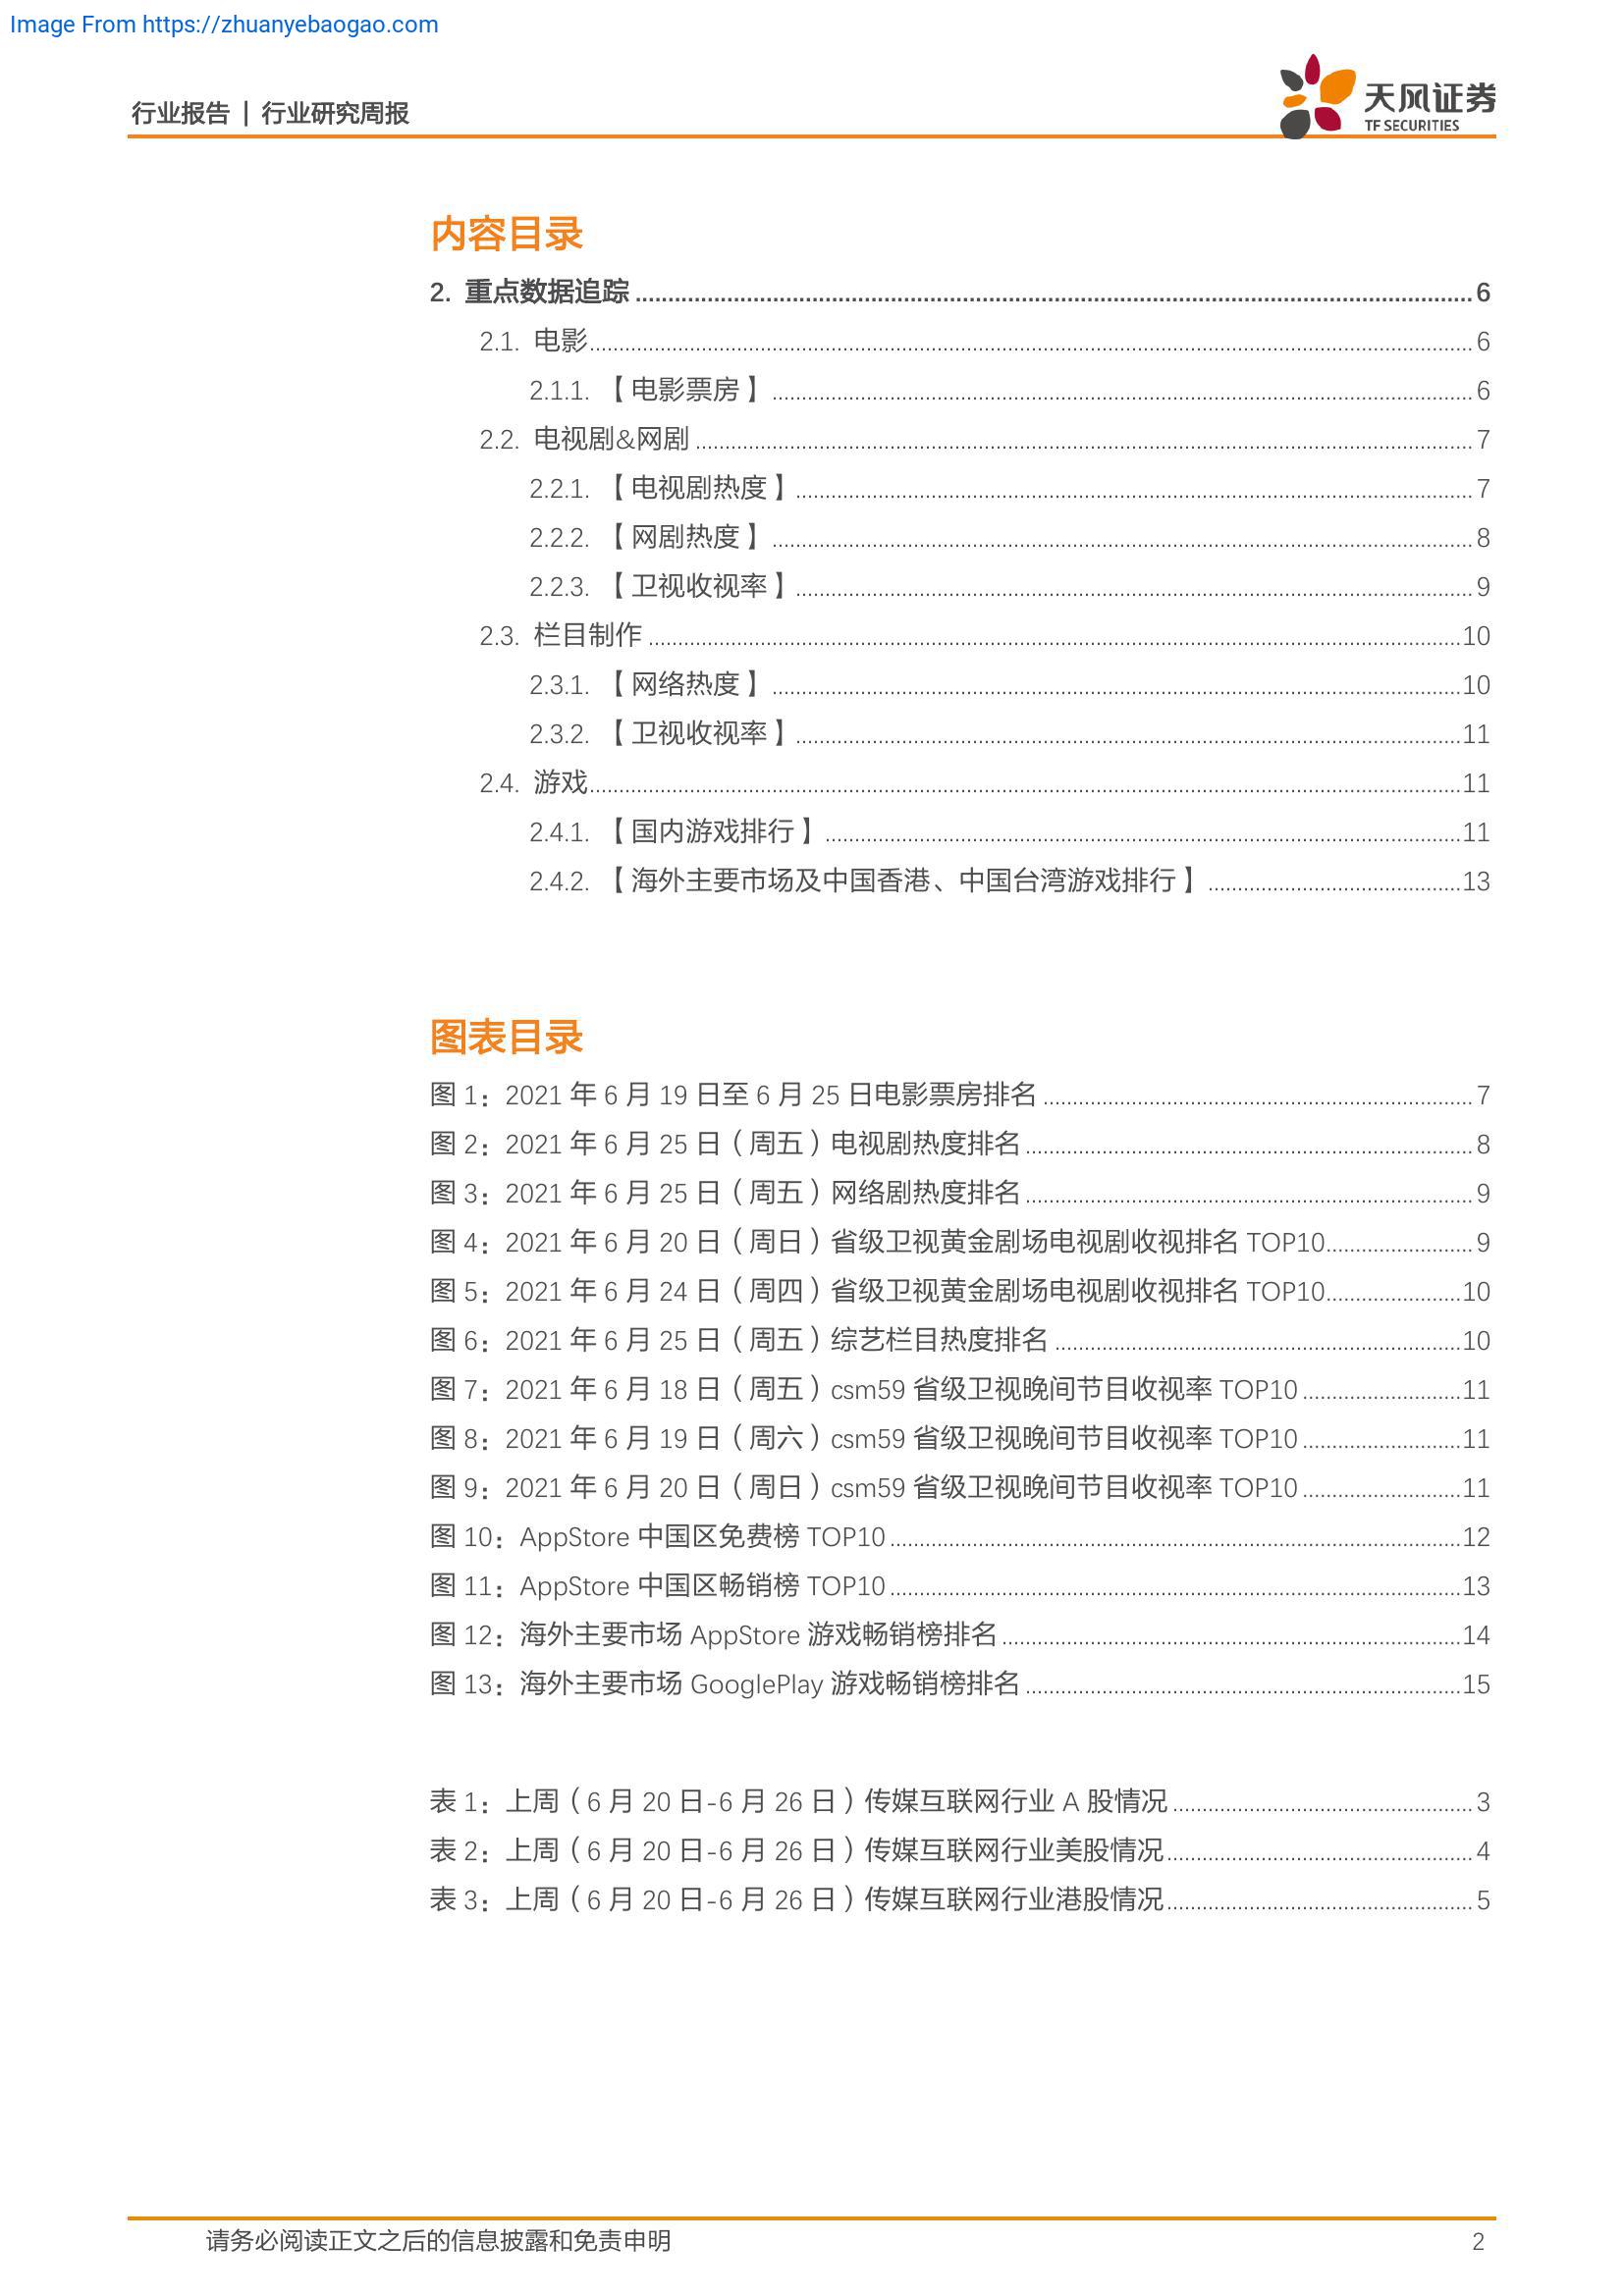 Image From https://zhuanyebaogao.com
行业报告 | 行业研究周报
天风证券
TF SECURITIES
内容目录
2. 重点数据追踪 6
2.1. 电影 6
2.1.1. 【电影票房】 6
2.2. 电视剧&网剧 7
2.2.1. 【电视剧热度】 7
2.2.2. 【网剧热度】 8
2.2.3. 【卫视收视率】 9
2.3. 栏目制作 10
2.3.1. 【网络热度】 10
2.3.2. 【卫视收视率】 11
2.4. 游戏 11
2.4.1. 【国内游戏排行】 11
2.4.2. 【海外主要市场及中国香港、中国台湾游戏排行】 13
图表目录
图 1：2021 年 6 月 19 日至 6 月 25 日电影票房排名 7
图 2：2021 年 6 月 25 日（周五）电视剧热度排名 8
图 3：2021 年 6 月 25 日（周五）网络剧热度排名 9
图 4：2021 年 6 月 20 日（周日）省级卫视黄金剧场电视剧收视排名 TOP10 9
图 5：2021 年 6 月 24 日（周四）省级卫视黄金剧场电视剧收视排名 TOP10 10
图 6：2021 年 6 月 25 日（周五）综艺栏目热度排名 10
图 7：2021 年 6 月 18 日（周五）csm59 省级卫视晚间节目收视率 TOP10 11
图 8：2021 年 6 月 19 日（周六）csm59 省级卫视晚间节目收视率 TOP10 11
图 9：2021 年 6 月 20 日（周日）csm59 省级卫视晚间节目收视率 TOP10 11
图 10：AppStore 中国区免费榜 TOP10 12
图 11：AppStore 中国区畅销榜 TOP10 13
图 12：海外主要市场 AppStore 游戏畅销榜排名 14
图 13：海外主要市场 GooglePlay 游戏畅销榜排名 15
表 1：上周（6 月 20 日-6 月 26 日）传媒互联网行业 A 股情况 3
表 2：上周（6 月 20 日-6 月 26 日）传媒互联网行业美股情况 4
表 3：上周（6 月 20 日-6 月 26 日）传媒互联网行业港股情况 5
请务必阅读正文之后的信息披露和免责申明 2